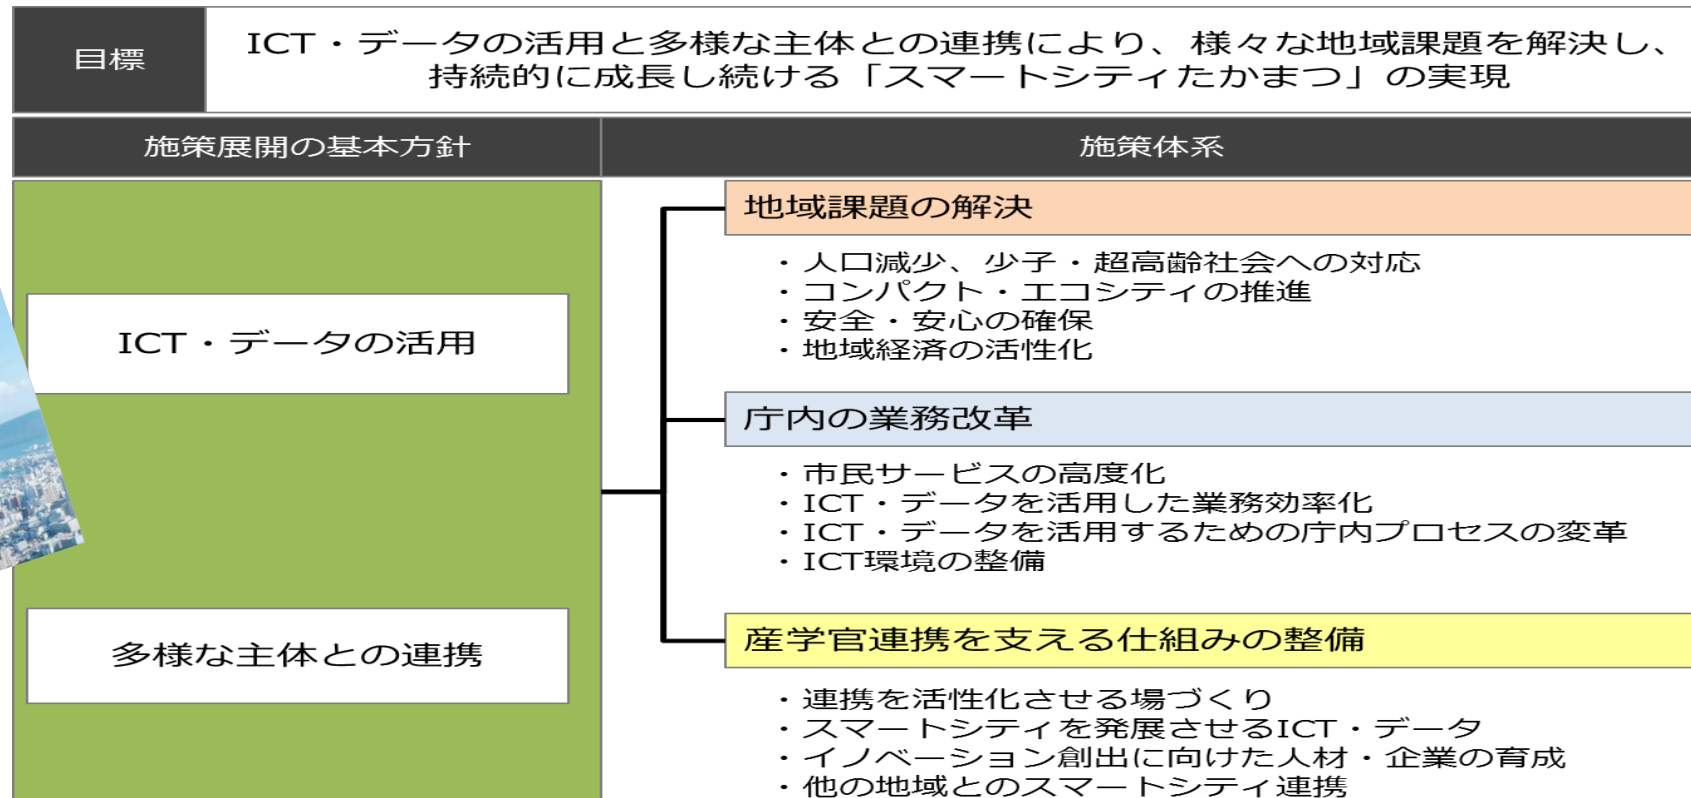 目標
ICT・データの活用と多様な主体との連携により、様々な地域課題を解決し、
持続的に成長し続ける「スマートシティたかまつ」の実現
施策展開の基本方針
施策体系
ICT・データの活用
多様な主体との連携
地域課題の解決
・人口減少、少子・超高齢社会への対応
・コンパクト・エコシティの推進
・安全・安心の確保
・地域経済の活性化
庁内の業務改革
・市民サービスの高度化
・ICT・データを活用した業務効率化
・ICT・データを活用するための庁内プロセスの変革
・ICT環境の整備
産学官連携を支える仕組みの整備
・連携を活性化させる場づくり
・スマートシティを発展させるICT・データ
・イノベーション創出に向けた人材・企業の育成
・他の地域とのスマートシティ連携